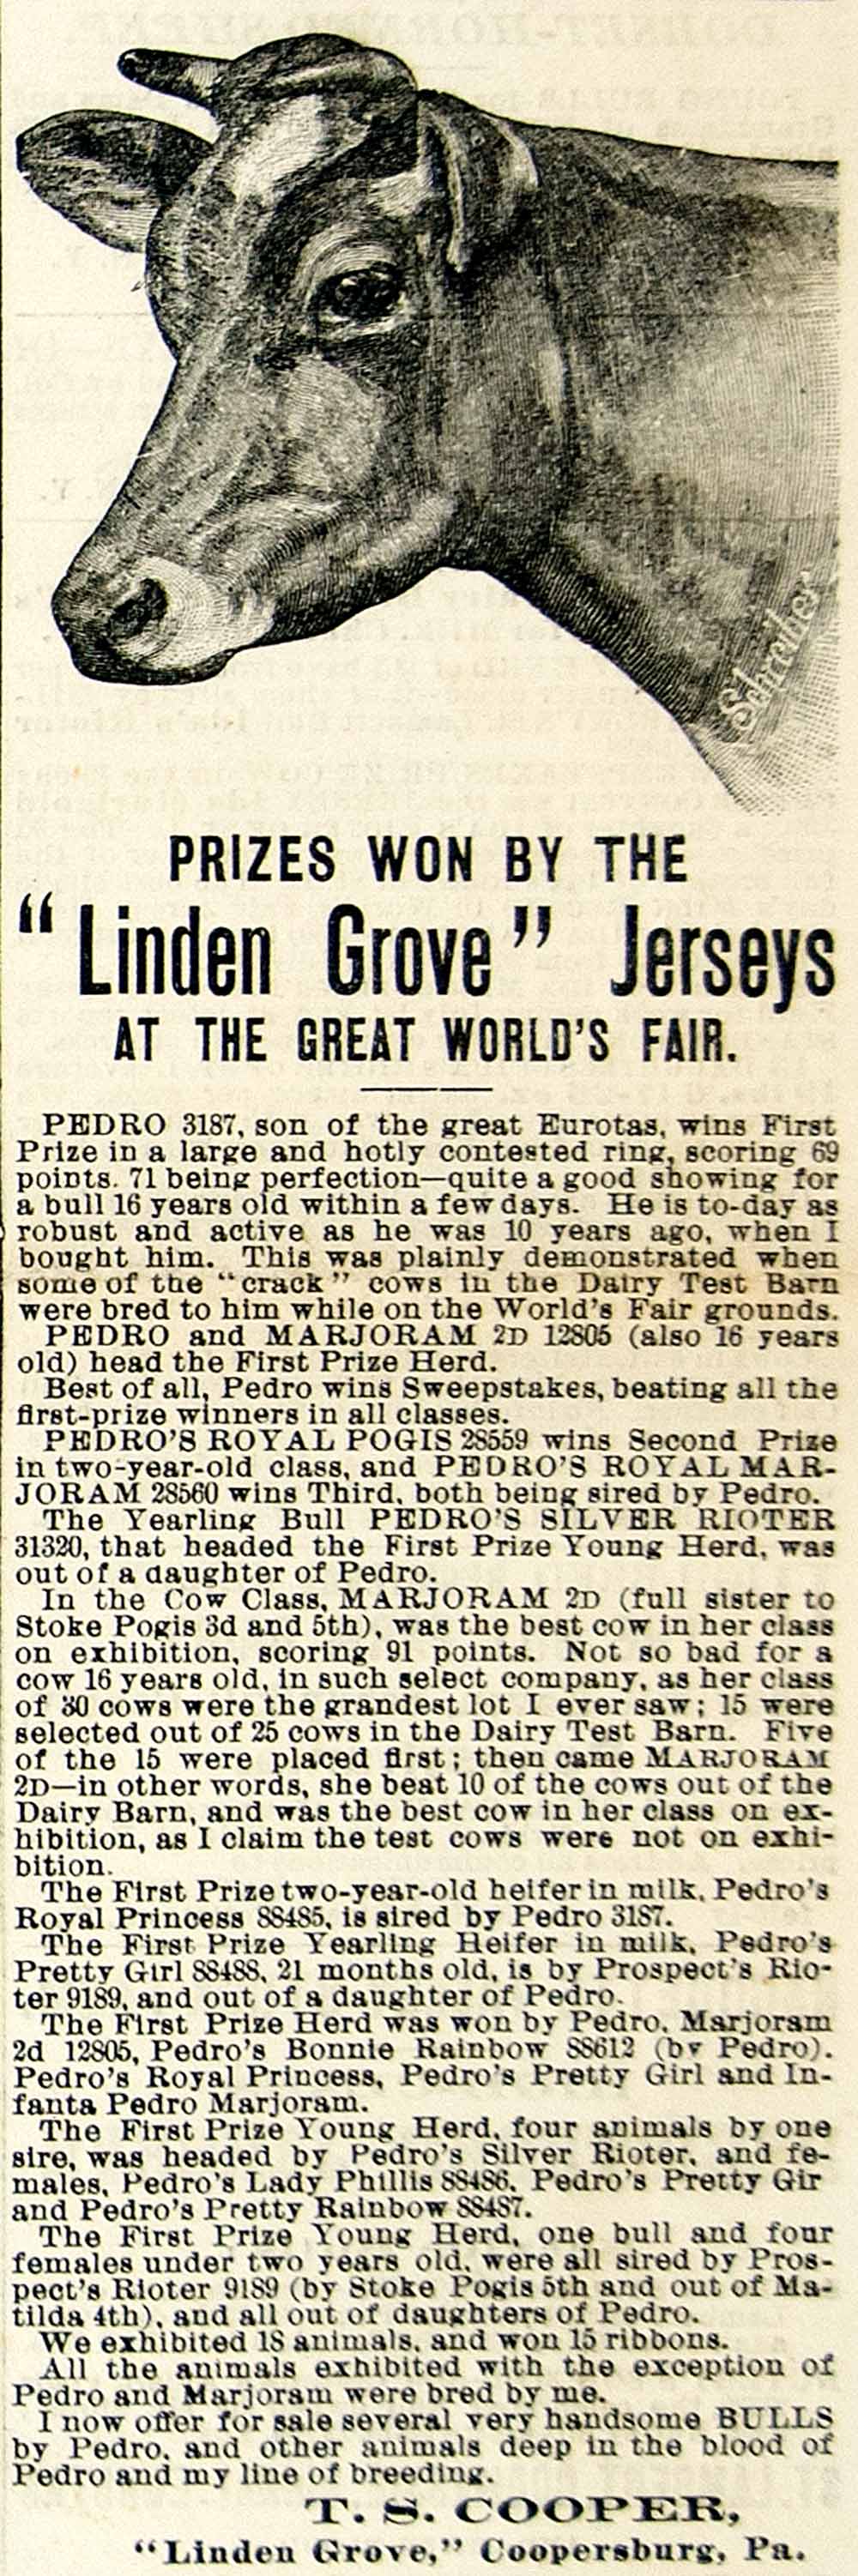 Schreiber
PRIZES WON BY THE
"Linden Grove" Jerseys
AT THE GREAT WORLD'S FAIR.
PEDRO 3187, son of the great Eurotas, wins First
Prize in a large and hotly contested ring, scoring 69
points. 71 being perfection—quite a good showing for
a bull 16 years old within a few days. He is to-day as
robust and active as he was 10 years ago, when I
bought him. This was plainly demonstrated when
some of the "crack" cows in the Dairy Test Barn
were bred to him while on the World's Fair grounds.
PEDRO and MARJORAM 2D 12805 (also 16 years
old) head the First Prize Herd.
Best of all, Pedro wins Sweepstakes, beating all the
first-prize winners in all classes.
PEDRO'S ROYAL POGIS 28559 wins Second Prize
in two-year-old class, and PEDRO'S ROYAL MAR-
JORAM 28560 wins Third, both being sired by Pedro.
The Yearling Bull PEDRO'S SILVER RIOTER
31320, that headed the First Prize Young Herd, was
out of a daughter of Pedro.
In the Cow Class, MARJORAM 2D (full sister to
Stoke Pogis 3d and 5th), was the best cow in her class
on exhibition, scoring 91 points. Not so bad for a
cow 16 years old, in such select company, as her class
of 30 cows were the grandest lot I ever saw; 15 were
selected out of 25 cows in the Dairy Test Barn. Five
of the 15 were placed first; then came MARJORAM
2D—in other words, she beat 10 of the cows out of the
Dairy Barn, and was the best cow in her class on ex-
hibition, as I claim the test cows were not on exhi-
bition.
The First Prize two-year-old heifer in milk, Pedro's
Royal Princess 88485, is sired by Pedro 3187.
The First Prize Yearling Heifer in milk, Pedro's
Pretty Girl 88488, 21 months old, is by Prospect's Rio-
ter 9189, and out of a daughter of Pedro.
The First Prize Herd was won by Pedro, Marjoram
2d 12805, Pedro's Bonnie Rainbow 88612 (by Pedro).
Pedro's Royal Princess, Pedro's Pretty Girl and In-
fanta Pedro Marjoram.
The First Prize Young Herd, four animals by one
sire, was headed by Pedro's Silver Rioter, and fe-
males, Pedro's Lady Phillis 88486, Pedro's Pretty Gir
and Pedro's Pretty Rainbow 88487.
The First Prize Young Herd, one bull and four
females under two years old, were all sired by Pros-
pect's Rioter 9189 (by Stoke Pogis 5th and out of Ma-
tilda 4th), and all out of daughters of Pedro.
We exhibited 18 animals, and won 15 ribbons.
All the animals exhibited with the exception of
Pedro and Marjoram were bred by me.
I now offer for sale several very handsome BULLS
by Pedro, and other animals deep in the blood of
Pedro and my line of breeding.
T. S. COOPER,
"Linden Grove," Coopersburg, Pa.